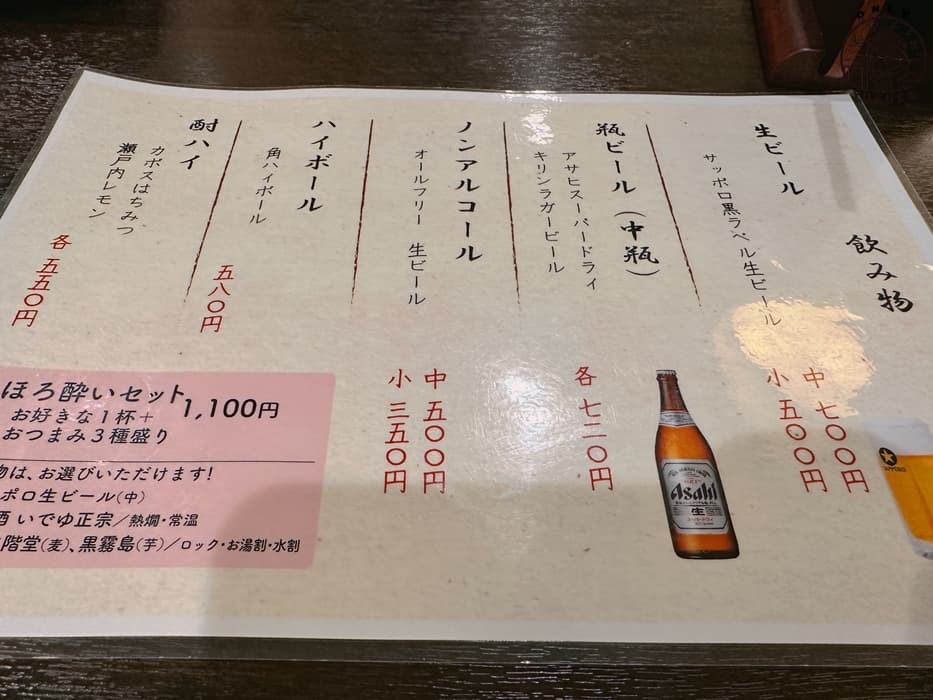 飲み物
生ビール
サッポロ黒ラベル生ビール
中 七〇〇円
小 五〇〇円
瓶ビール(中瓶)
アサヒスーパードライ
キリンラガービール
各 七二〇円
ノンアルコール
オールフリー 生ビール
中 五〇〇円
小 三五〇円
ハイボール
角ハイボール
五八〇円
酎ハイ
カボスはちみつ
瀬戸内レモン
各 五五〇円
ほろ酔いセット 1,100円
お好きな1杯+
おつまみ3種盛り
物は、お選びいただけます!
ポロ生ビール(中)
酒 いでゆ正宗/熱燗・常温
階堂(麦)、黒霧島(芋)/ロック・お湯割・水割
Asahi
生